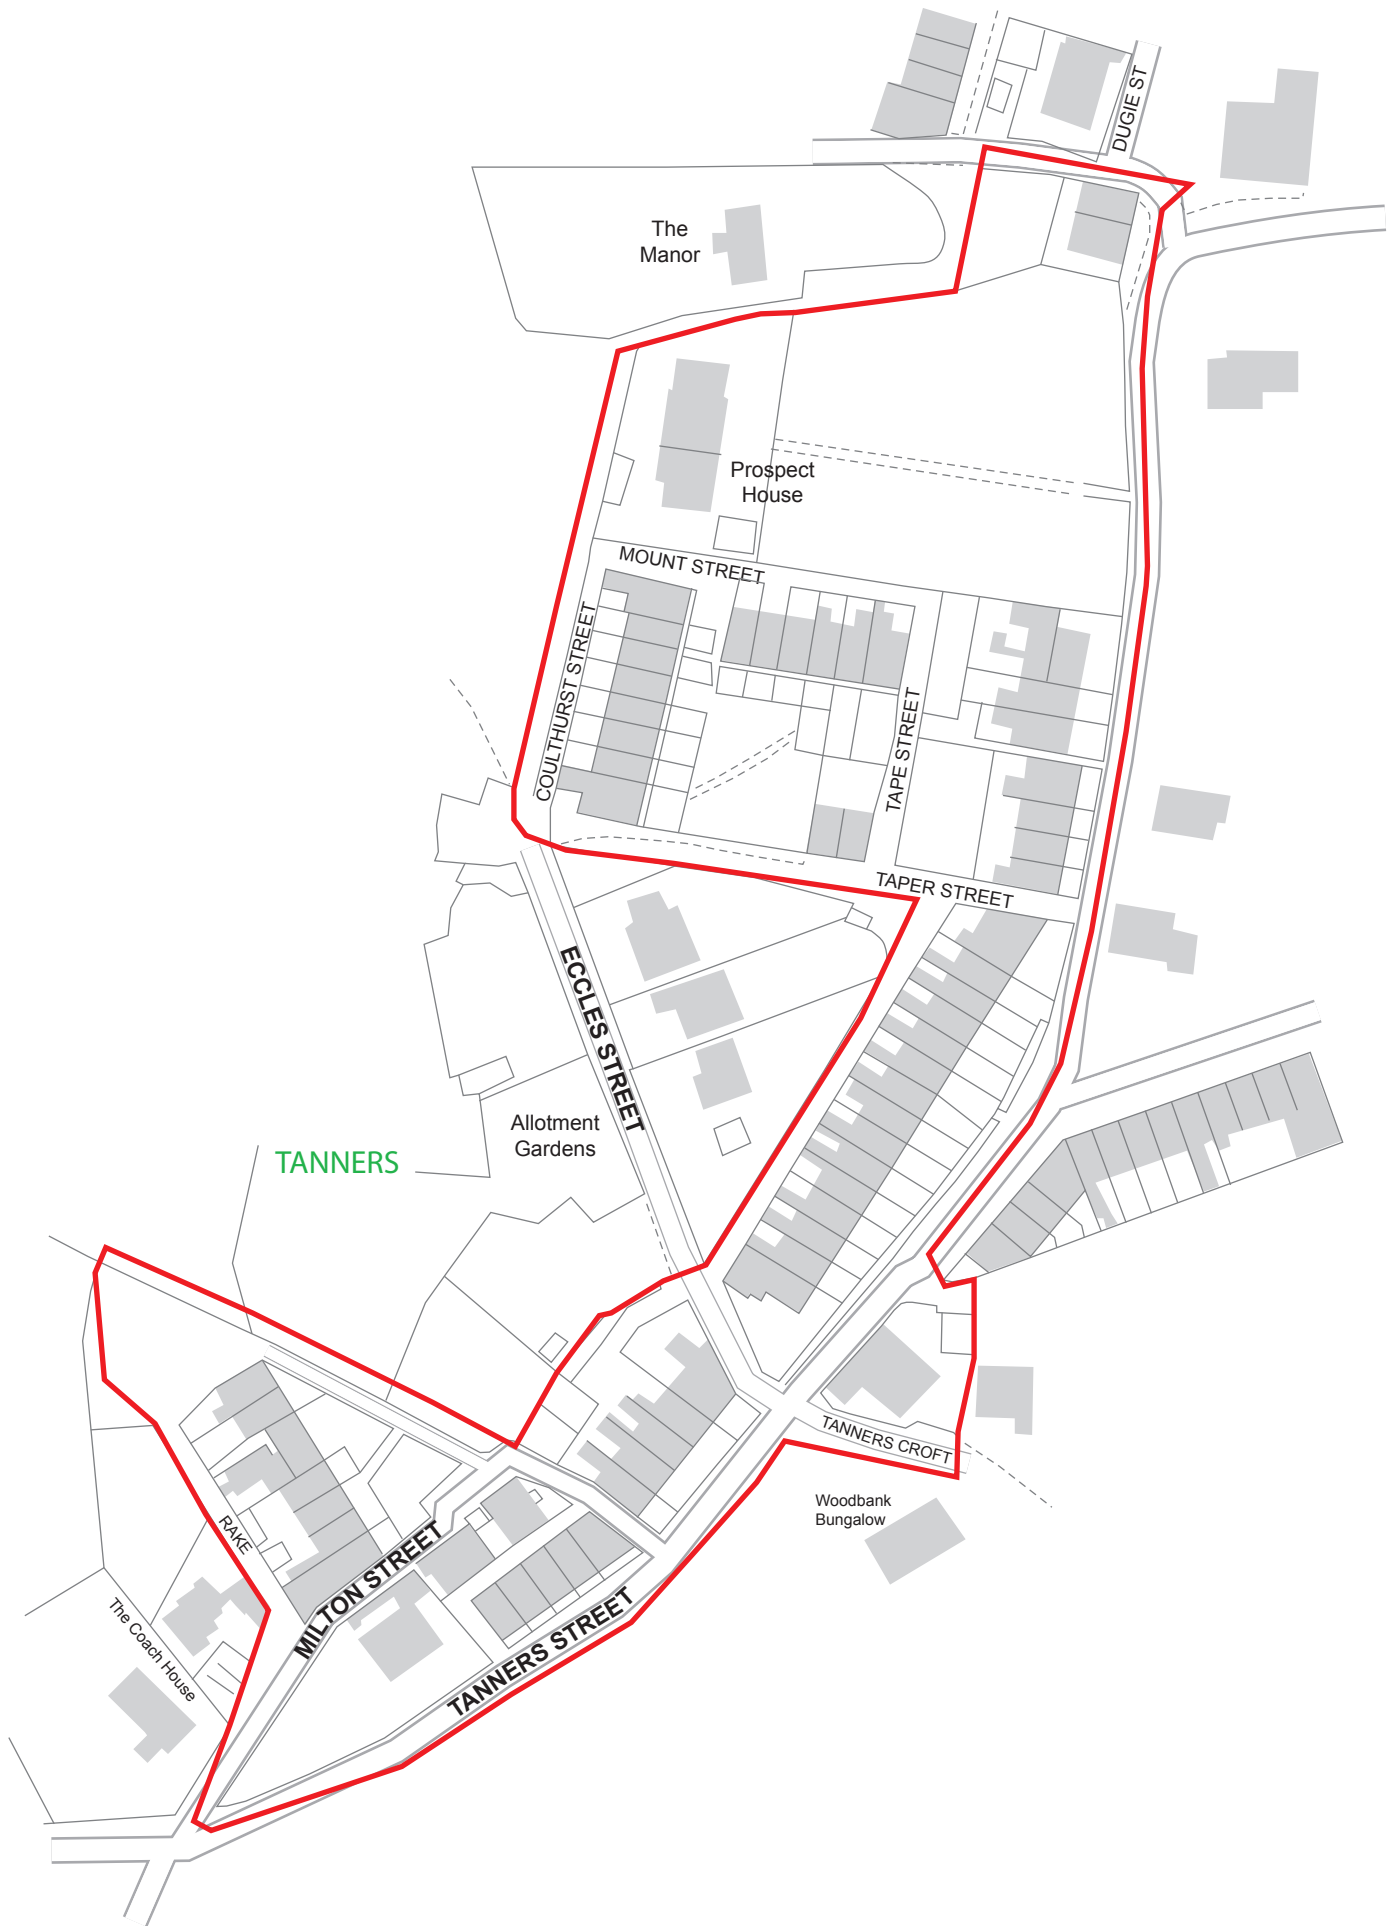 DUGIE ST
The
Manor
Prospect
House
MOUNT STREET
COULTHURST STREET
TAPE STREET
TAPER STREET
ECCLES STREET
Allotment
Gardens
TANNERS
TANNERS CROFT
Woodbank
Bungalow
RAKE
MILTON STREET
The Coach House
TANNERS STREET